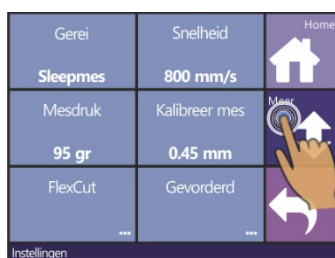 Gerei
Snelheid
Home
Sleepmes
800 mm/s
Mesdruk
Kalibreer mes
Meer
95 gr
0.45 mm
FlexCut
Gevorderd
...
...
Instellingen